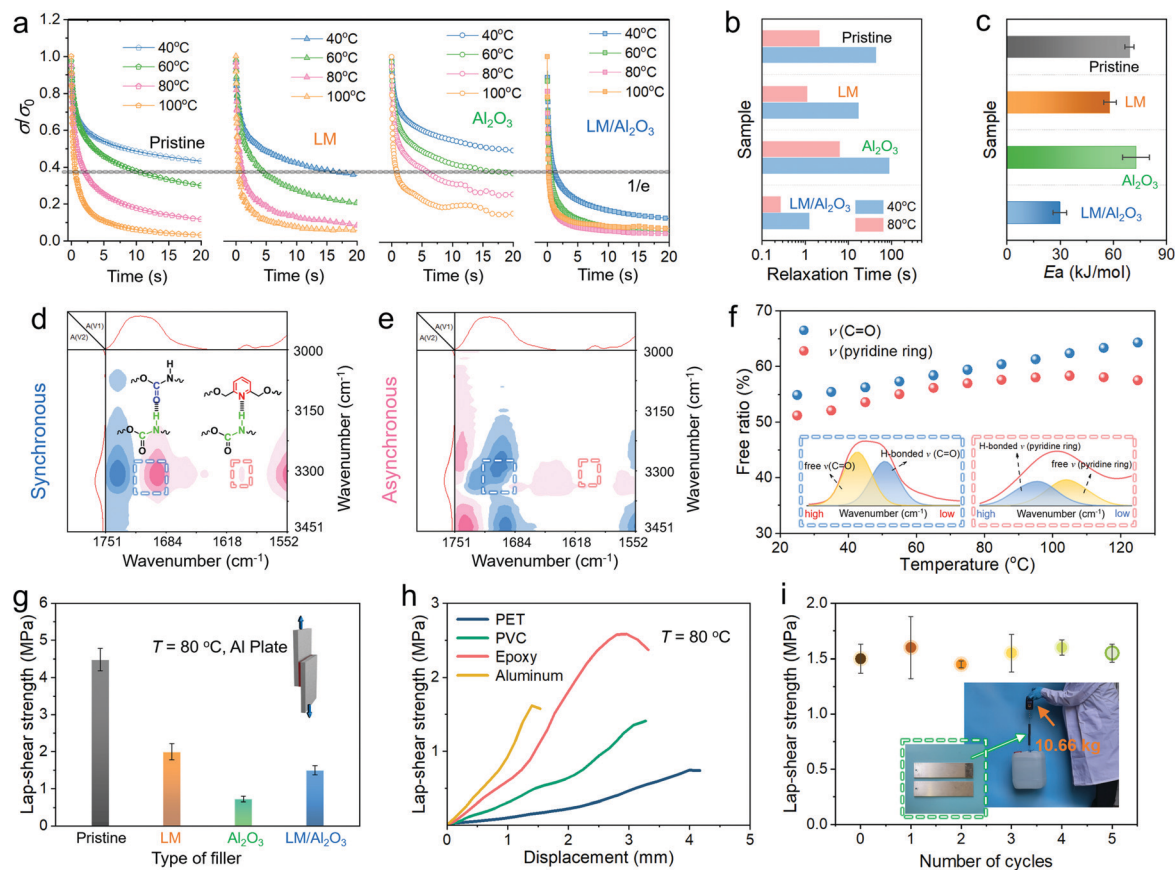 a
σ/σ0
1.2
1.0
0.8
0.6
0.4
0.2
0.0
40°C
60°C
80°C
100°C
Pristine
40°C
60°C
80°C
100°C
LM
40°C
60°C
80°C
100°C
Al2O3
40°C
60°C
80°C
100°C
LM/Al2O3
1/e
0 5 10 15 20
0 5 10 15 20
0 5 10 15 20
0 5 10 15 20
Time (s)
Time (s)
Time (s)
Time (s)
b
Sample
Pristine
LM
Al2O3
LM/Al2O3
40°C
80°C
0.1 1 10 100
Relaxation Time (s)
c
Sample
Pristine
LM
Al2O3
LM/Al2O3
0 30 60 90
Ea (kJ/mol)
d
A(V1)
A(V2)
Synchronous
3000
3150
3300
3451
Wavenumber (cm-1)
O
N
H
O
H
O
N
O
N
O
O
H
O
N
O
1751 1684 1618 1552
Wavenumber (cm-1)
e
A(V1)
A(V2)
Asynchronous
3000
3150
3300
3451
Wavenumber (cm-1)
1751 1684 1618 1552
Wavenumber (cm-1)
f
Free ratio (%)
70
60
50
40
30
ν (C=O)
ν (pyridine ring)
free ν(C=O)
H-bonded ν (C=O)
high Wavenumber (cm-1) low
H-bonded ν (pyridine ring)
free ν (pyridine ring)
high Wavenumber (cm-1) low
20 40 60 80 100 120
Temperature (°C)
g
Lap-shear strength (MPa)
6
5
4
3
2
1
0
T = 80 °C, Al Plate
Pristine LM Al2O3 LM/Al2O3
Type of filler
h
Lap-shear strength (MPa)
3
2
1
0
PET
PVC
Epoxy
Aluminum
T = 80 °C
0 1 2 3 4 5
Displacement (mm)
i
Lap-shear strength (MPa)
2.0
1.5
1.0
0.5
0.0
10.66 kg
0 1 2 3 4 5
Number of cycles